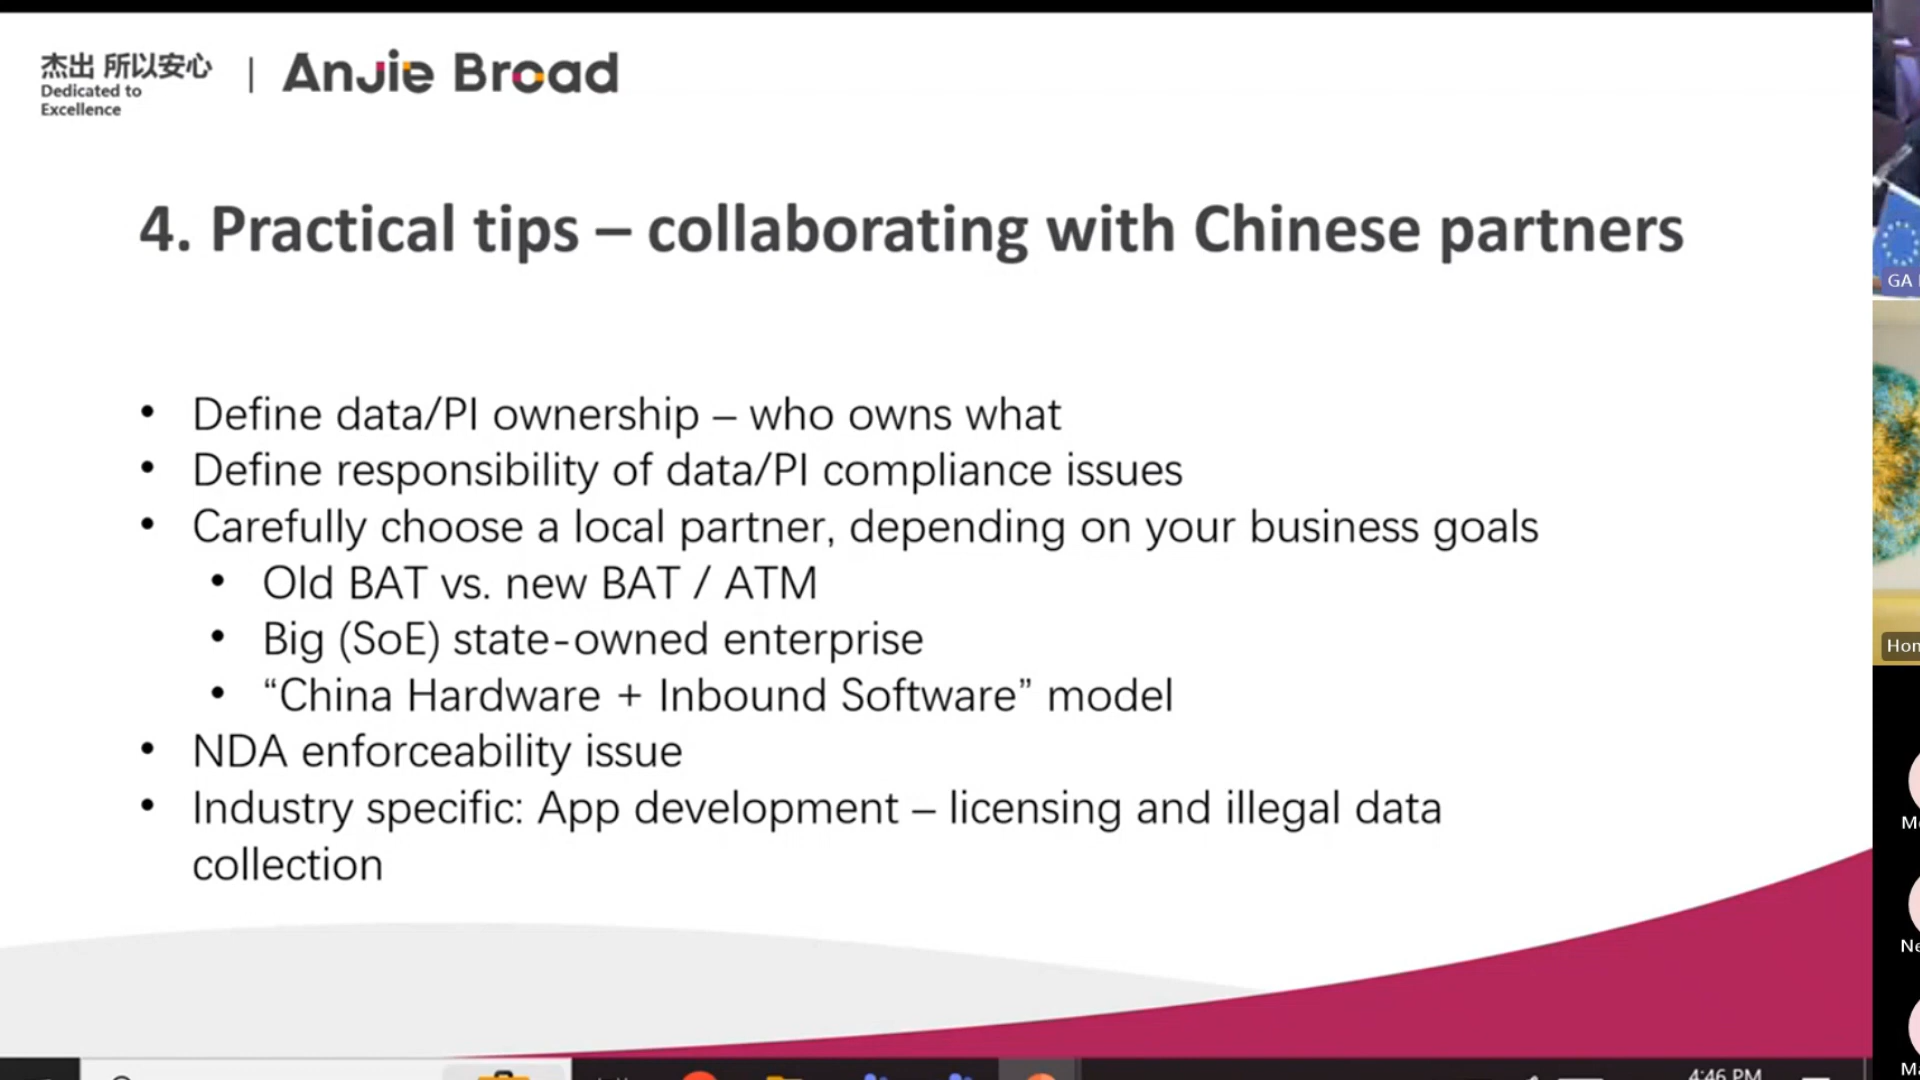 杰出 所以安心
Dedicated to
Excellence
Anjie Broad
4. Practical tips – collaborating with Chinese partners
• Define data/PI ownership – who owns what
• Define responsibility of data/PI compliance issues
• Carefully choose a local partner, depending on your business goals
• Old BAT vs. new BAT / ATM
• Big (SoE) state-owned enterprise
• “China Hardware + Inbound Software” model
• NDA enforceability issue
• Industry specific: App development – licensing and illegal data
collection
GA
4:46 PM